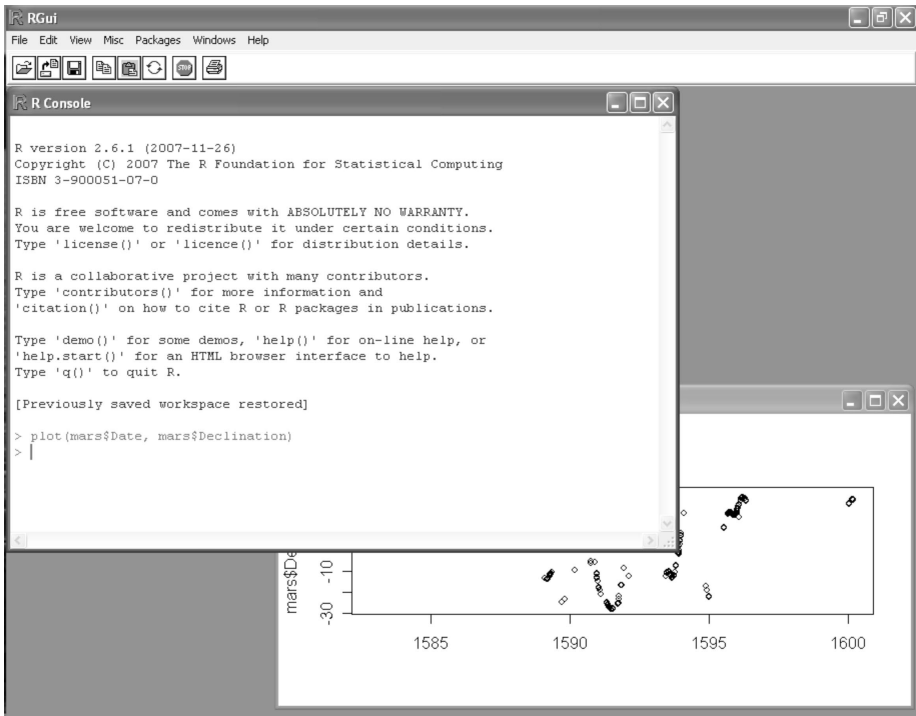 RGui
File Edit View Misc Packages Windows Help
STOP
R Console
R version 2.6.1 (2007-11-26)
Copyright (C) 2007 The R Foundation for Statistical Computing
ISBN 3-900051-07-0
R is free software and comes with ABSOLUTELY NO WARRANTY.
You are welcome to redistribute it under certain conditions.
Type 'license()' or 'licence()' for distribution details.
R is a collaborative project with many contributors.
Type 'contributors()' for more information and
'citation()' on how to cite R or R packages in publications.
Type 'demo()' for some demos, 'help()' for on-line help, or
'help.start()' for an HTML browser interface to help.
Type 'q()' to quit R.
[Previously saved workspace restored]
> plot(mars$Date, mars$Declination)
>
mars$De
-10
-30
1585 1590 1595 1600